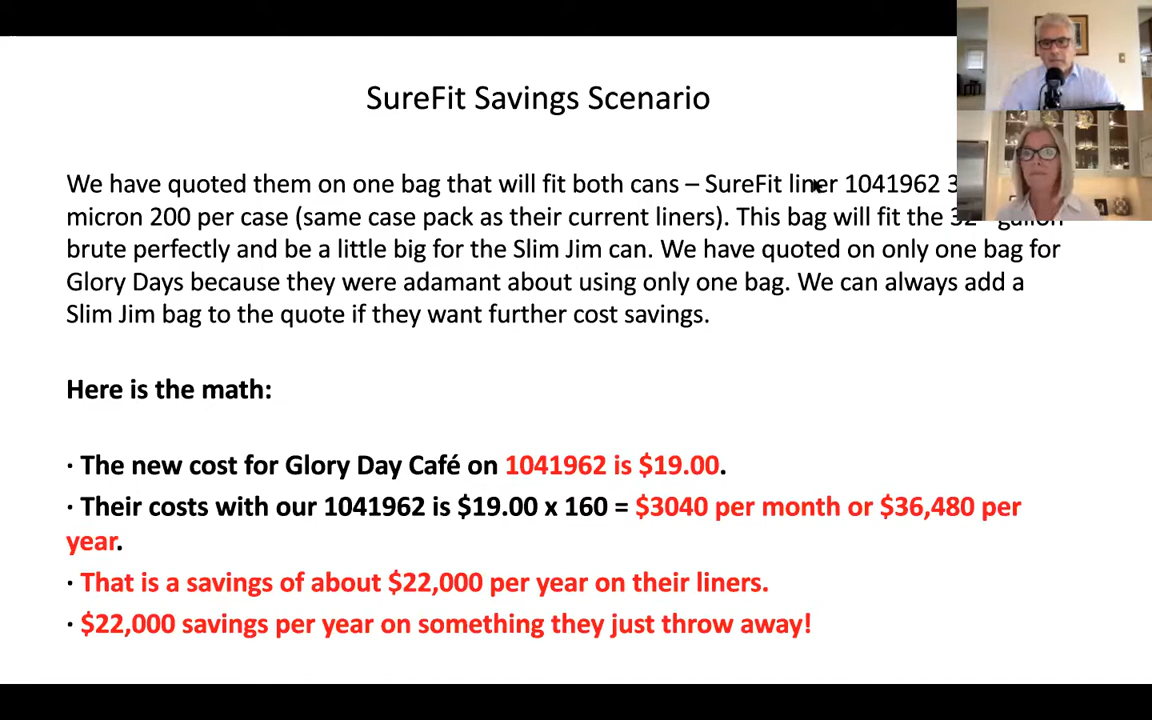 SureFit Savings Scenario
We have quoted them on one bag that will fit both cans – SureFit liner 1041962
micron 200 per case (same case pack as their current liners). This bag will fit the 32 gallon
brute perfectly and be a little big for the Slim Jim can. We have quoted on only one bag for
Glory Days because they were adamant about using only one bag. We can always add a
Slim Jim bag to the quote if they want further cost savings.
Here is the math:
· The new cost for Glory Day Café on 1041962 is $19.00.
· Their costs with our 1041962 is $19.00 x 160 = $3040 per month or $36,480 per
year.
· That is a savings of about $22,000 per year on their liners.
· $22,000 savings per year on something they just throw away!